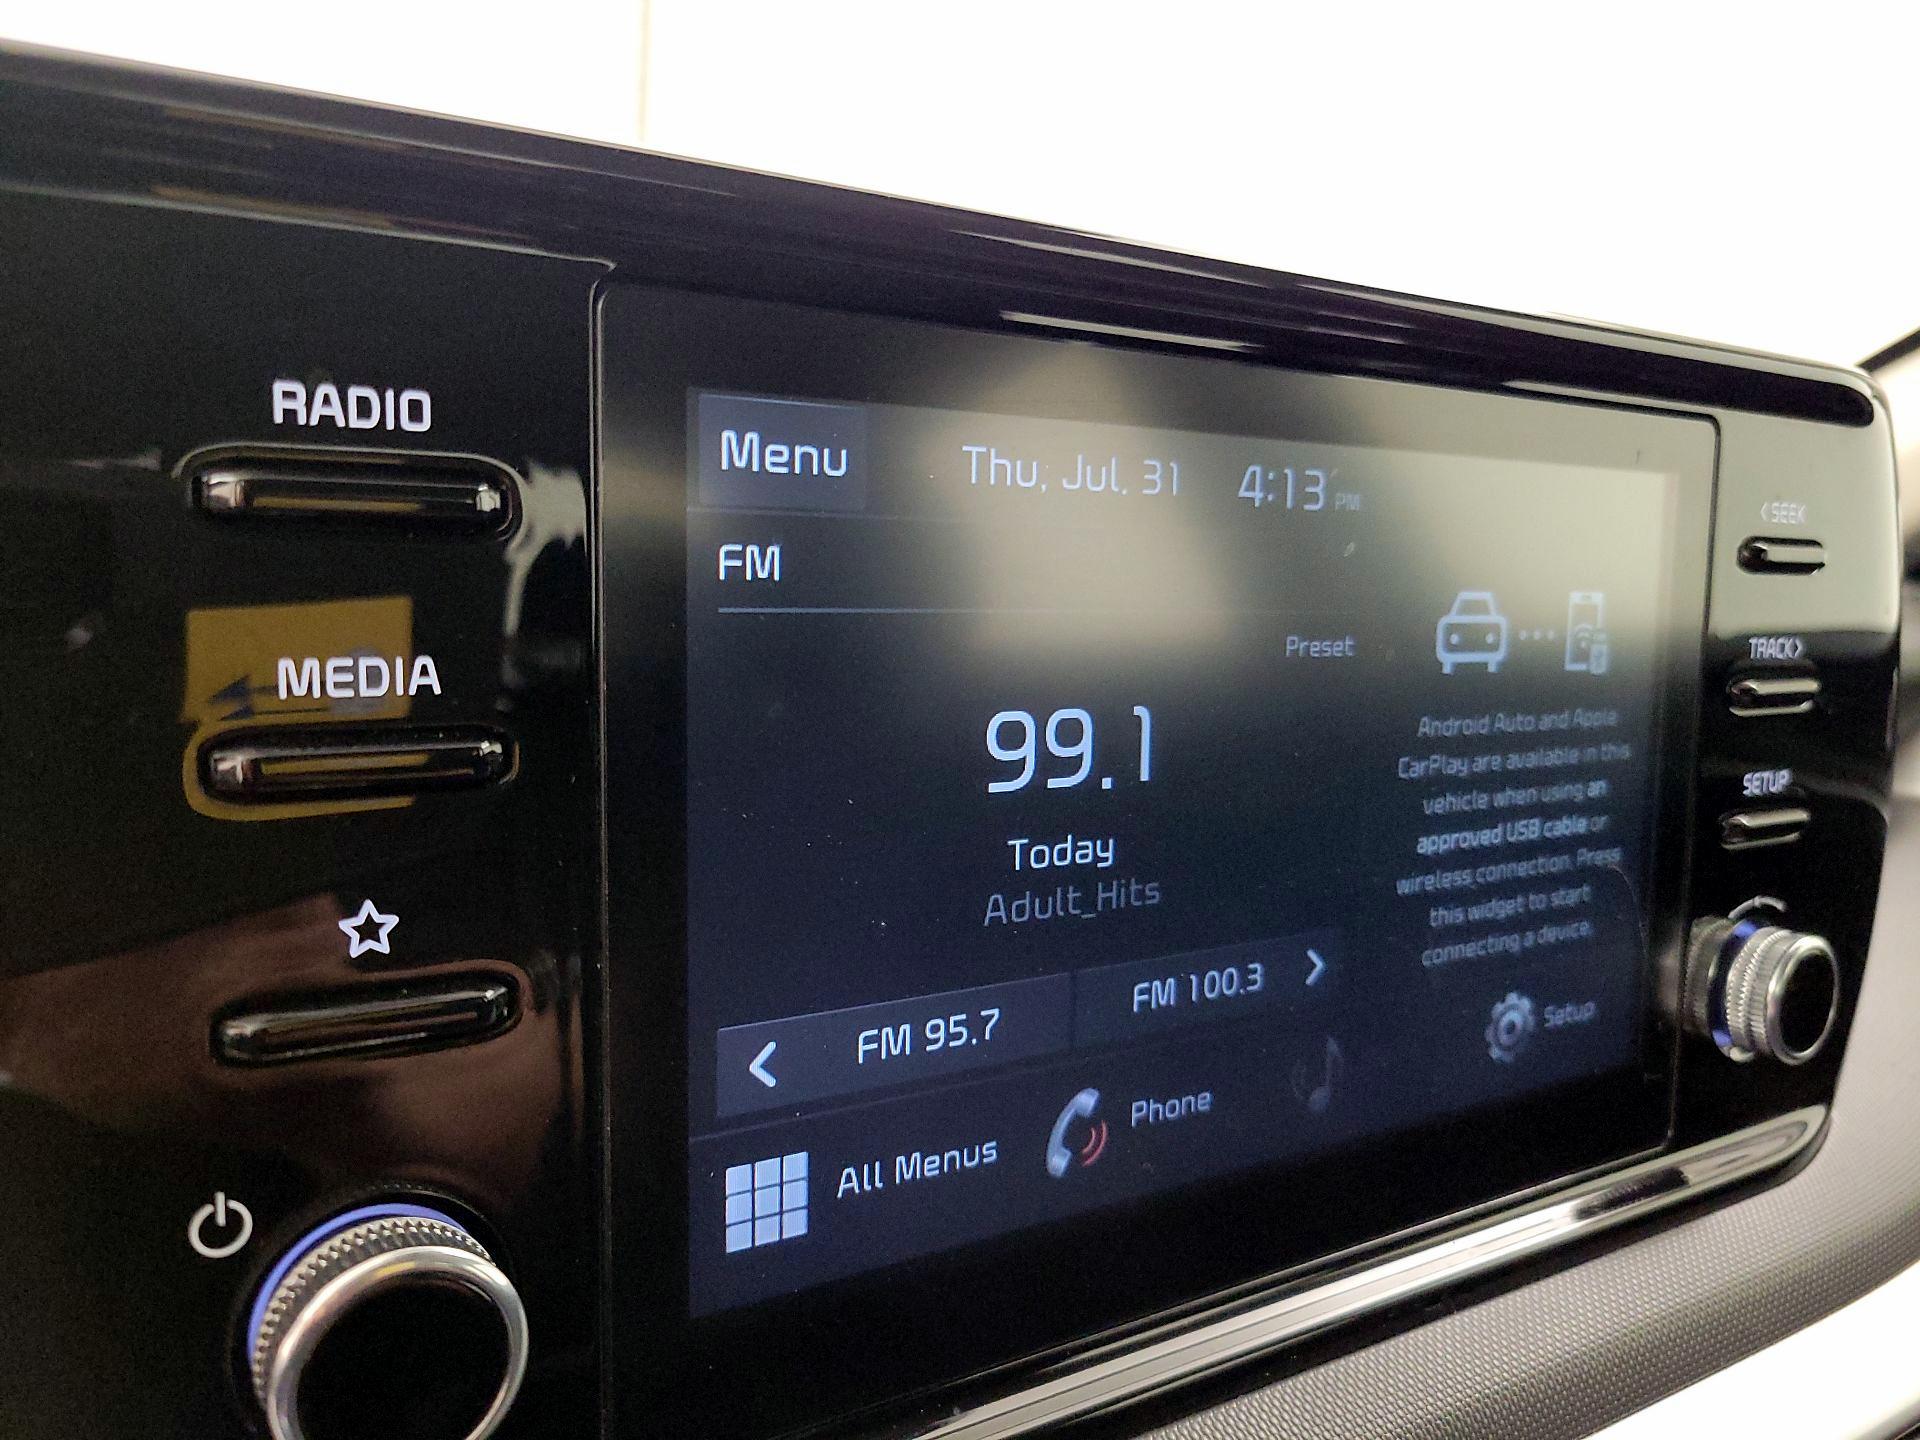 RADIO
MEDIA
Menu
Thu, Jul. 31 4:13 PM
FM
Preset
99.1
Today
Adult_Hits
FM 95.7
FM 100.3
All Menus
Phone
Android Auto and Apple
CarPlay are available in this
vehicle when using an
approved USB cable or
wireless connection. Press
this widget to start
connecting a device.
Setup
<SEEK
TRACK>
SETUP